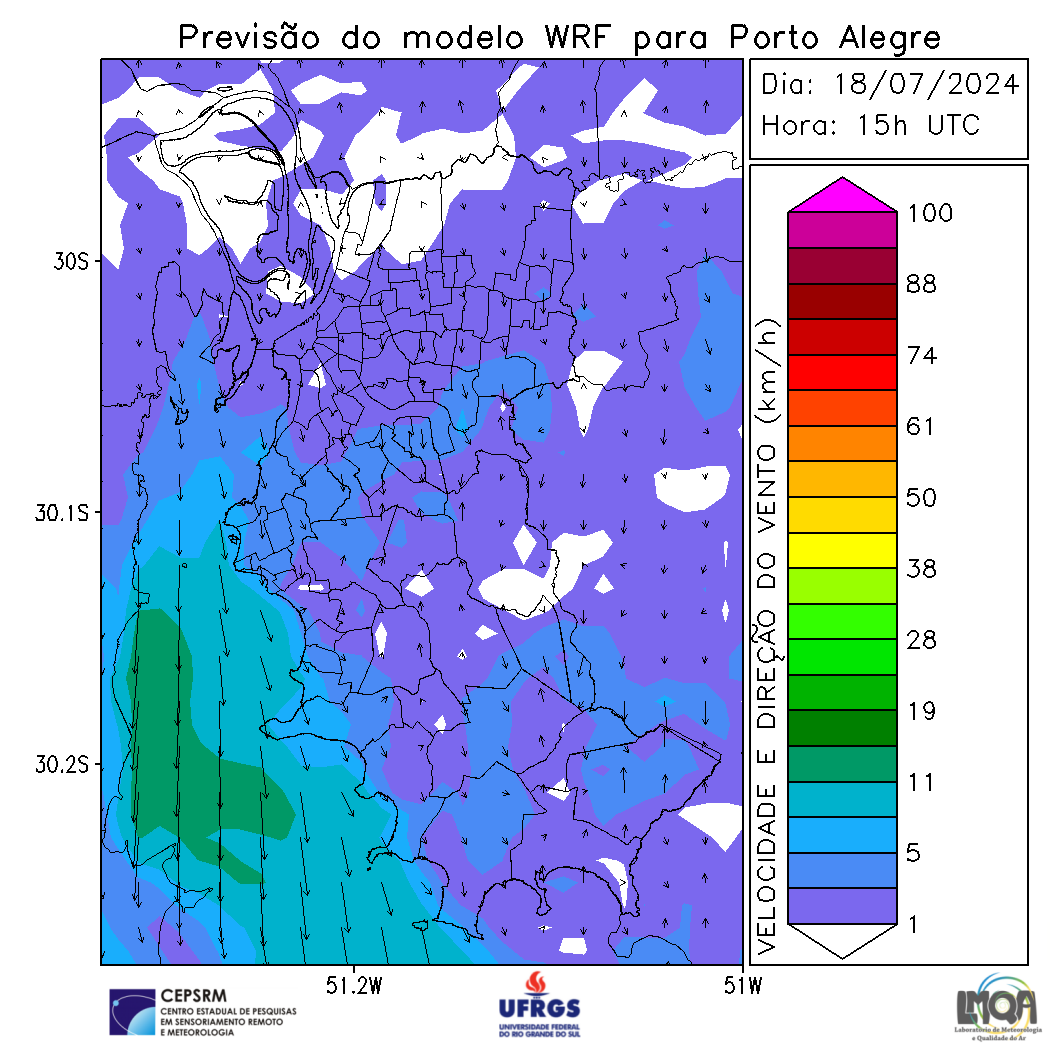 Previsão do modelo WRF para Porto Alegre
Dia: 18/07/2024
Hora: 15h UTC
30S
30.1S
30.2S
51.2W
51W
VELOCIDADE E DIREÇÃO DO VENTO (km/h)
100
88
74
61
50
38
28
19
11
5
1
CEPSRM
CENTRO ESTADUAL DE PESQUISAS
EM SENSORIAMENTO REMOTO
E METEOROLOGIA
UFRGS
UNIVERSIDADE FEDERAL
DO RIO GRANDE DO SUL
LMQA
Laboratório de Meteorologia
e Qualidade do Ar